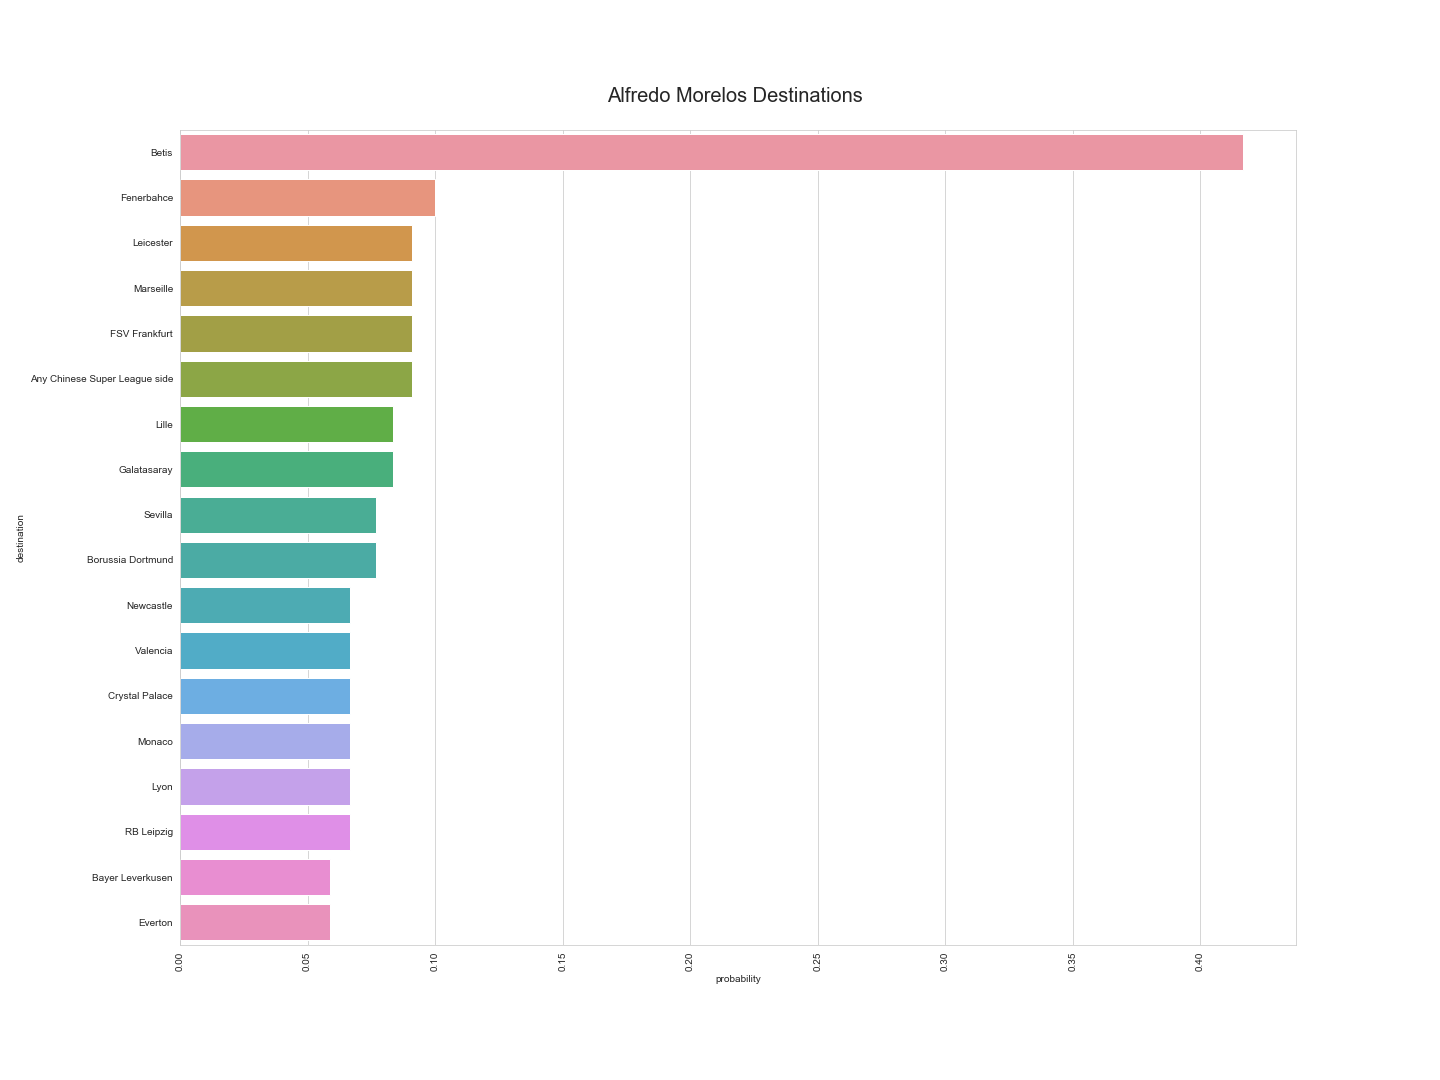 Alfredo Morelos Destinations
Betis
Fenerbahce
Leicester
Marseille
FSV Frankfurt
Any Chinese Super League side
Lille
Galatasaray
Sevilla
Borussia Dortmund
Newcastle
Valencia
Crystal Palace
Monaco
Lyon
RB Leipzig
Bayer Leverkusen
Everton
destination
0.00
0.05
0.10
0.15
0.20
0.25
0.30
0.35
0.40
probability